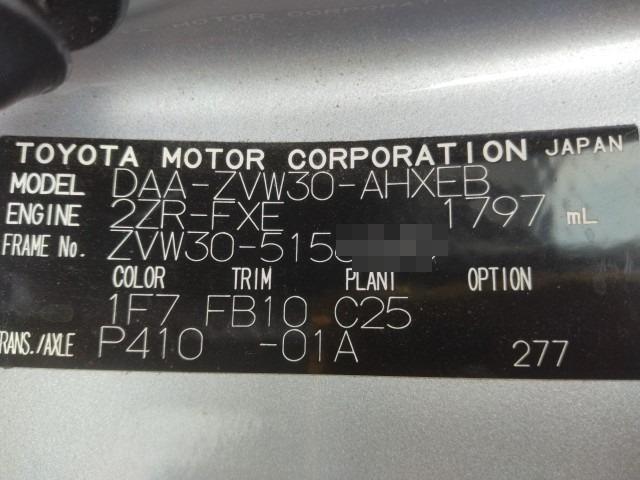 TOYOTA MOTOR CORPORATION JAPAN
MODEL DAA-ZVW30-AHXEB
ENGINE 2ZR-FXE 1797 mL
FRAME No. ZVW30-515
COLOR TRIM PLANT OPTION
1F7 FB10 C25
TRANS./AXLE P410 -01A 277